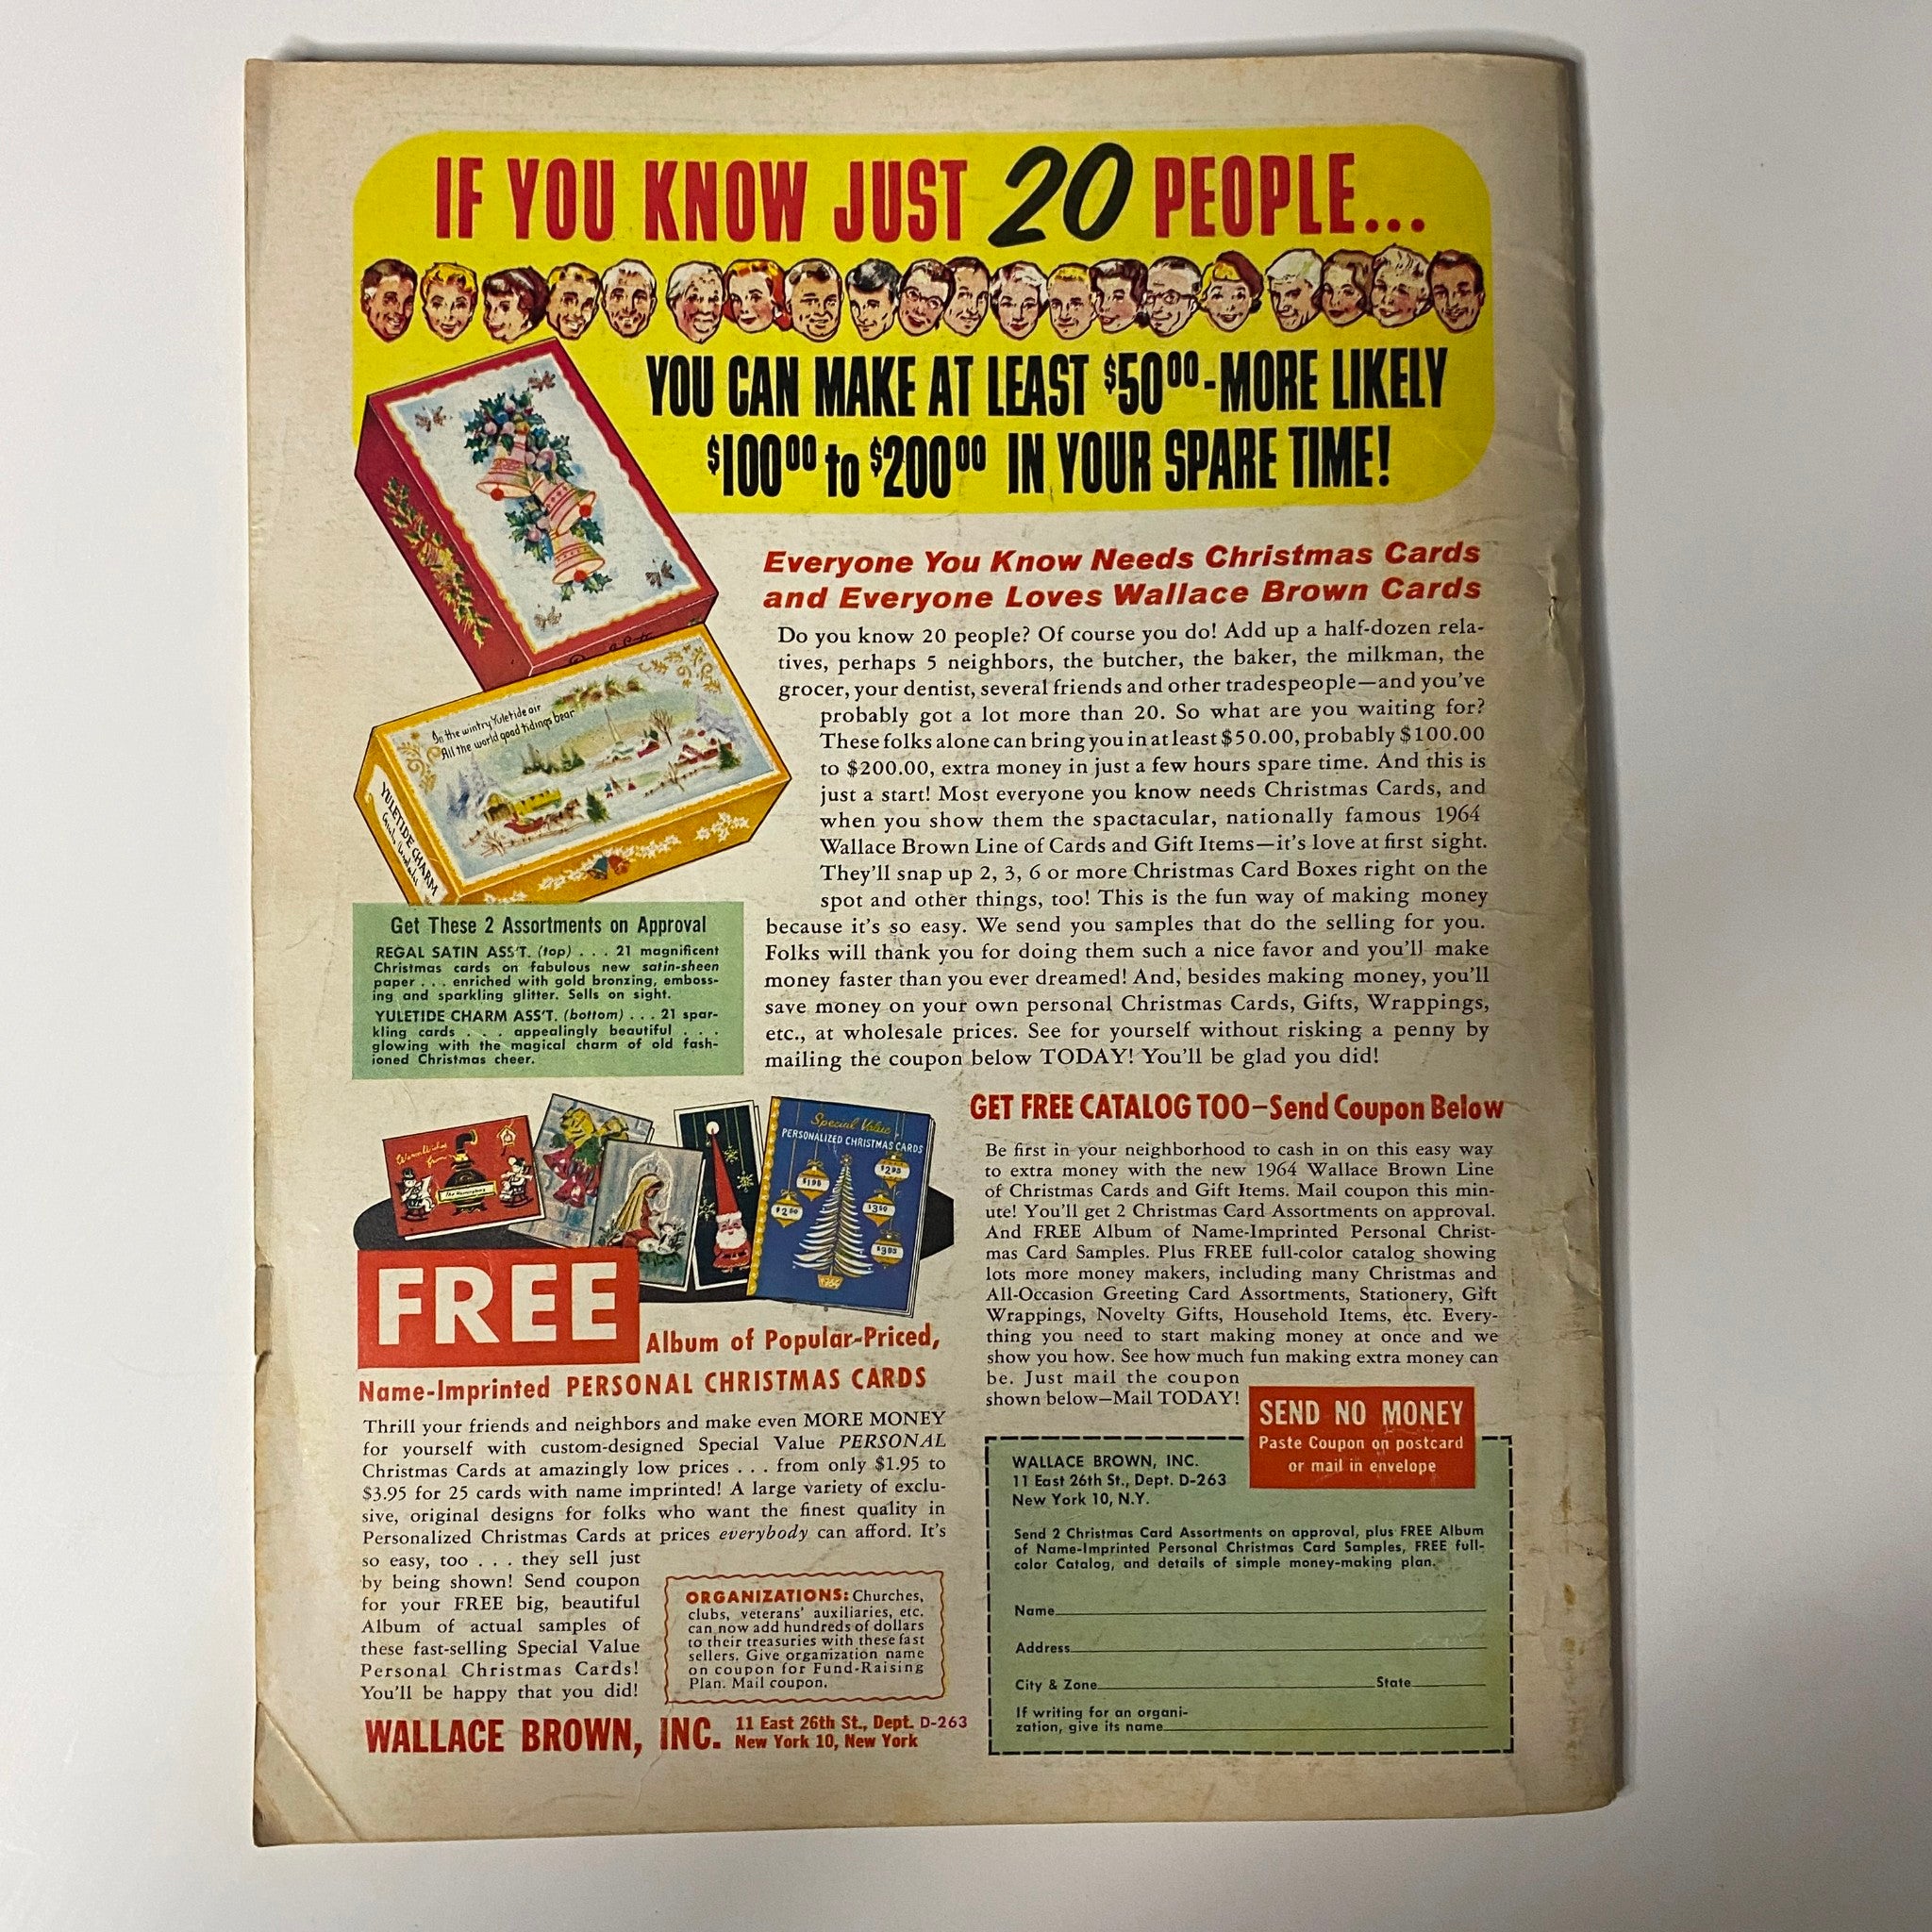 IF YOU KNOW JUST 20 PEOPLE...
YOU CAN MAKE AT LEAST $50⁰⁰-MORE LIKELY
$100⁰⁰ to $200⁰⁰ IN YOUR SPARE TIME!
In the wintry Yuletide air
All the world good tidings bear
YULETIDE CHARM
Everyone You Know Needs Christmas Cards
and Everyone Loves Wallace Brown Cards
Do you know 20 people? Of course you do! Add up a half-dozen rela-
tives, perhaps 5 neighbors, the butcher, the baker, the milkman, the
grocer, your dentist, several friends and other tradespeople—and you've
probably got a lot more than 20. So what are you waiting for?
These folks alone can bring you in at least $50.00, probably $100.00
to $200.00, extra money in just a few hours spare time. And this is
just a start! Most everyone you know needs Christmas Cards, and
when you show them the spactacular, nationally famous 1964
Wallace Brown Line of Cards and Gift Items—it's love at first sight.
They'll snap up 2, 3, 6 or more Christmas Card Boxes right on the
spot and other things, too! This is the fun way of making money
because it's so easy. We send you samples that do the selling for you.
Folks will thank you for doing them such a nice favor and you'll make
money faster than you ever dreamed! And, besides making money, you'll
save money on your own personal Christmas Cards, Gifts, Wrappings,
etc., at wholesale prices. See for yourself without risking a penny by
mailing the coupon below TODAY! You'll be glad you did!
Get These 2 Assortments on Approval
REGAL SATIN ASS'T. (top) . . . 21 magnificent
Christmas cards on fabulous new satin-sheen
paper . . . enriched with gold bronzing, emboss-
ing and sparkling glitter. Sells on sight.
YULETIDE CHARM ASS'T. (bottom) . . . 21 spar-
kling cards . . . appealingly beautiful . . .
glowing with the magical charm of old fash-
ioned Christmas cheer.
Warm Wishes
from
Special Value
PERSONALIZED CHRISTMAS CARDS
$1.95
$2.95
$2.50
$3.50
$3.95
1964
FREE
Album of Popular-Priced,
Name-Imprinted PERSONAL CHRISTMAS CARDS
Thrill your friends and neighbors and make even MORE MONEY
for yourself with custom-designed Special Value PERSONAL
Christmas Cards at amazingly low prices . . . from only $1.95 to
$3.95 for 25 cards with name imprinted! A large variety of exclu-
sive, original designs for folks who want the finest quality in
Personalized Christmas Cards at prices everybody can afford. It's
so easy, too . . . they sell just
by being shown! Send coupon
for your FREE big, beautiful
Album of actual samples of
these fast-selling Special Value
Personal Christmas Cards!
You'll be happy that you did!
ORGANIZATIONS: Churches,
clubs, veterans' auxiliaries, etc.
can now add hundreds of dollars
to their treasuries with these fast
sellers. Give organization name
on coupon for Fund-Raising
Plan. Mail coupon.
WALLACE BROWN, INC. 11 East 26th St., Dept. D-263
New York 10, New York
GET FREE CATALOG TOO—Send Coupon Below
Be first in your neighborhood to cash in on this easy way
to extra money with the new 1964 Wallace Brown Line
of Christmas Cards and Gift Items. Mail coupon this min-
ute! You'll get 2 Christmas Card Assortments on approval.
And FREE Album of Name-Imprinted Personal Christ-
mas Card Samples. Plus FREE full-color catalog showing
lots more money makers, including many Christmas and
All-Occasion Greeting Card Assortments, Stationery, Gift
Wrappings, Novelty Gifts, Household Items, etc. Every-
thing you need to start making money at once and we
show you how. See how much fun making extra money can
be. Just mail the coupon
shown below—Mail TODAY!
SEND NO MONEY
Paste Coupon on postcard
or mail in envelope
WALLACE BROWN, INC.
11 East 26th St., Dept. D-263
New York 10, N.Y.
Send 2 Christmas Card Assortments on approval, plus FREE Album
of Name-Imprinted Personal Christmas Card Samples, FREE full-
color Catalog, and details of simple money-making plan.
Name
Address
City & Zone State
If writing for an organi-
zation, give its name